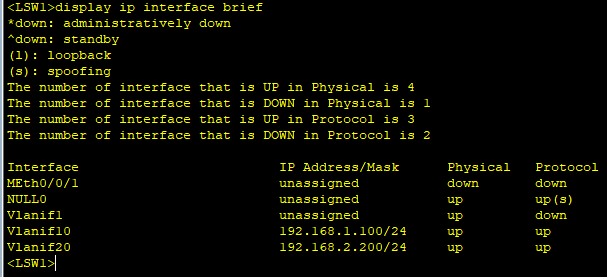 <LSW1>display ip interface brief
*down: administratively down
^down: standby
(l): loopback
(s): spoofing
The number of interface that is UP in Physical is 4
The number of interface that is DOWN in Physical is 1
The number of interface that is UP in Protocol is 3
The number of interface that is DOWN in Protocol is 2
Interface IP Address/Mask Physical Protocol
MEth0/0/1 unassigned down down
NULL0 unassigned up up(s)
Vlanif1 unassigned up down
Vlanif10 192.168.1.100/24 up up
Vlanif20 192.168.2.200/24 up up
<LSW1>